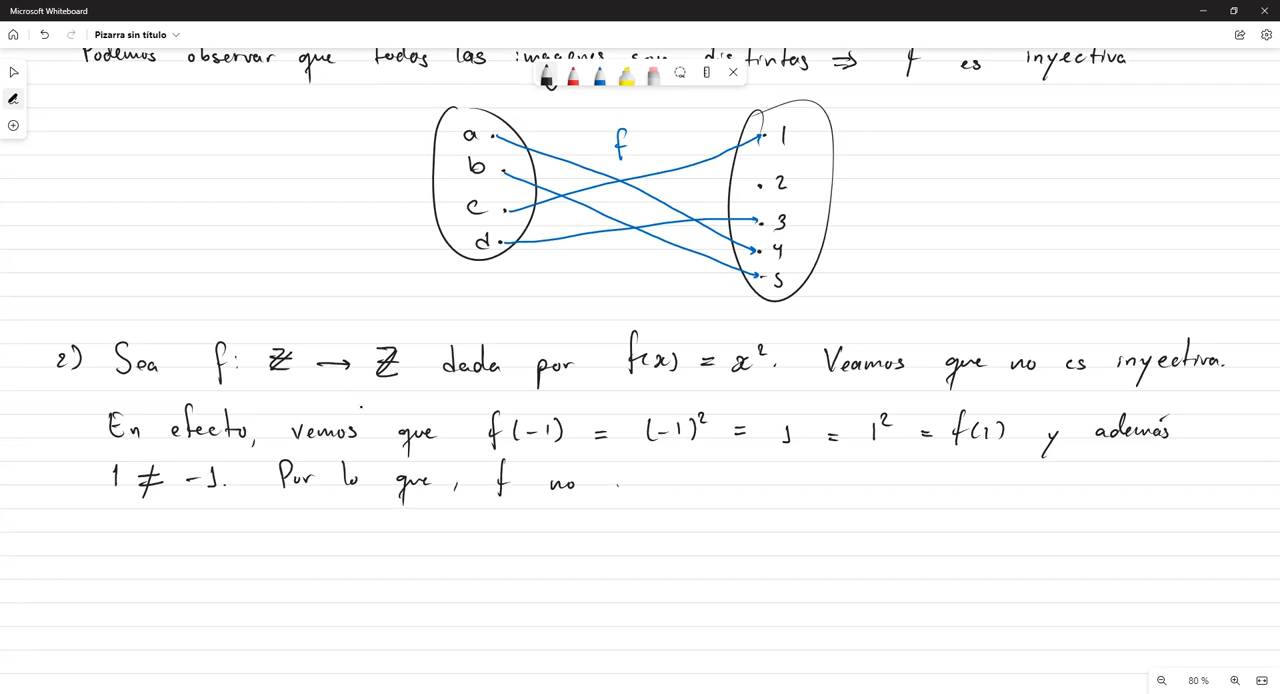 Microsoft Whiteboard
Pizarra sin título
Podemos observar que todas las imagenes son distintas ⇒ f es inyectiva
f
a
b
c
d
1
2
3
4
5
2) Sea f: ℤ → ℤ dada por f(x) = x². Veamos que no es inyectiva.
En efecto, vemos que f(-1) = (-1)² = 1 = 1² = f(1) y además
1 ≠ -1. Por lo que, f no
80 %